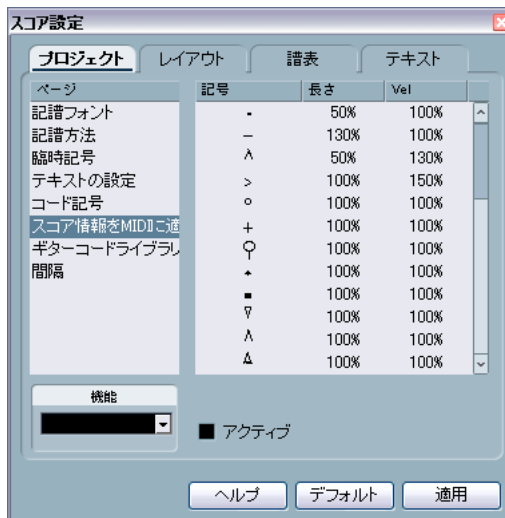 スコア設定
プロジェクト レイアウト 譜表 テキスト
ページ 記号 長さ Vel
記譜フォント 50% 100%
記譜方法 130% 100%
臨時記号 50% 130%
テキストの設定 > 100% 150%
コード記号 100% 100%
スコア情報をMIDIに適 + 100% 100%
ギターコードライブラリ 100% 100%
間隔 100% 100%
100% 100%
100% 100%
100% 100%
100% 100%
機能
アクティブ
ヘルプ デフォルト 適用